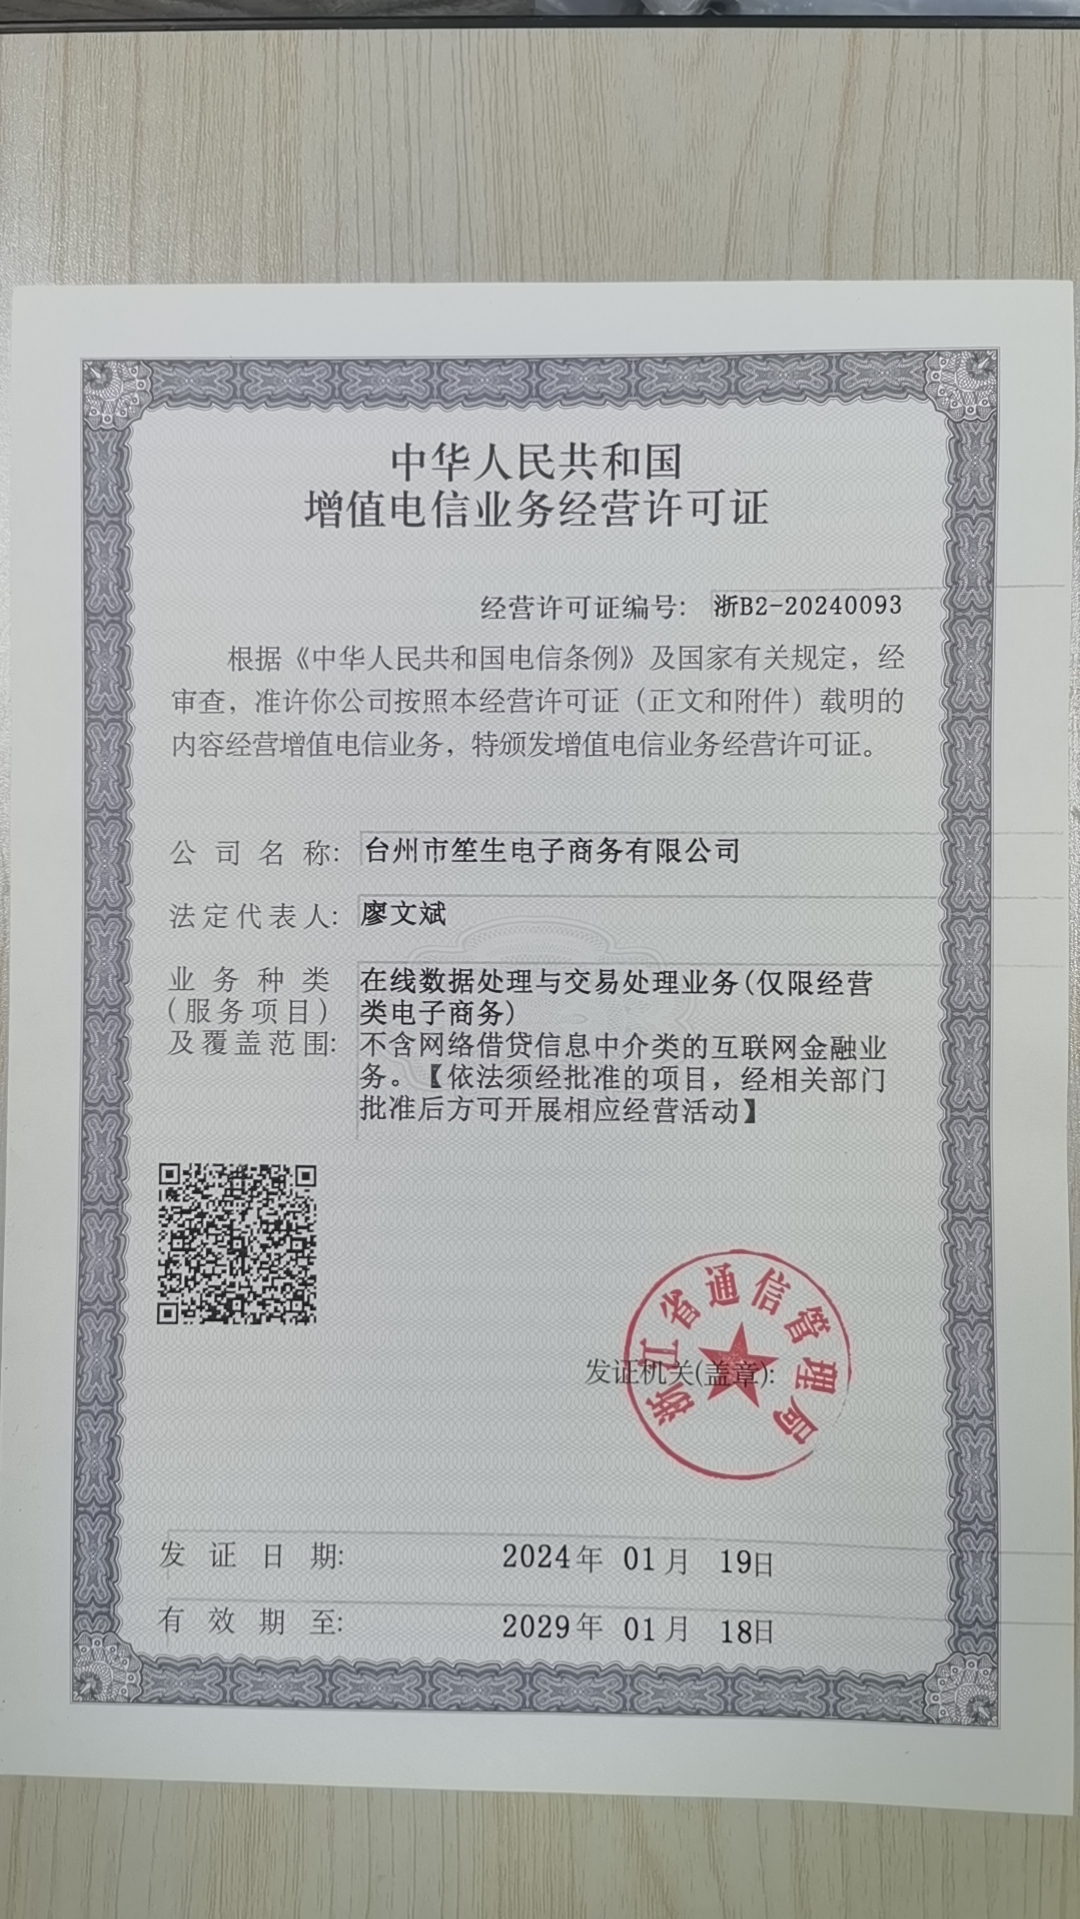 中华人民共和国
增值电信业务经营许可证
经营许可证编号: 浙B2-20240093
根据《中华人民共和国电信条例》及国家有关规定，经
审查，准许你公司按照本经营许可证（正文和附件）载明的
内容经营增值电信业务，特颁发增值电信业务经营许可证。
公司名称: 台州市笙生电子商务有限公司
法定代表人: 廖文斌
业务种类
(服务项目)
及覆盖范围:
在线数据处理与交易处理业务(仅限经营
类电子商务)
不含网络借贷信息中介类的互联网金融业
务。【依法须经批准的项目，经相关部门
批准后方可开展相应经营活动】
浙江省通信管理局
发证机关(盖章):
发证日期: 2024年 01月 19日
有效期至: 2029年 01月 18日